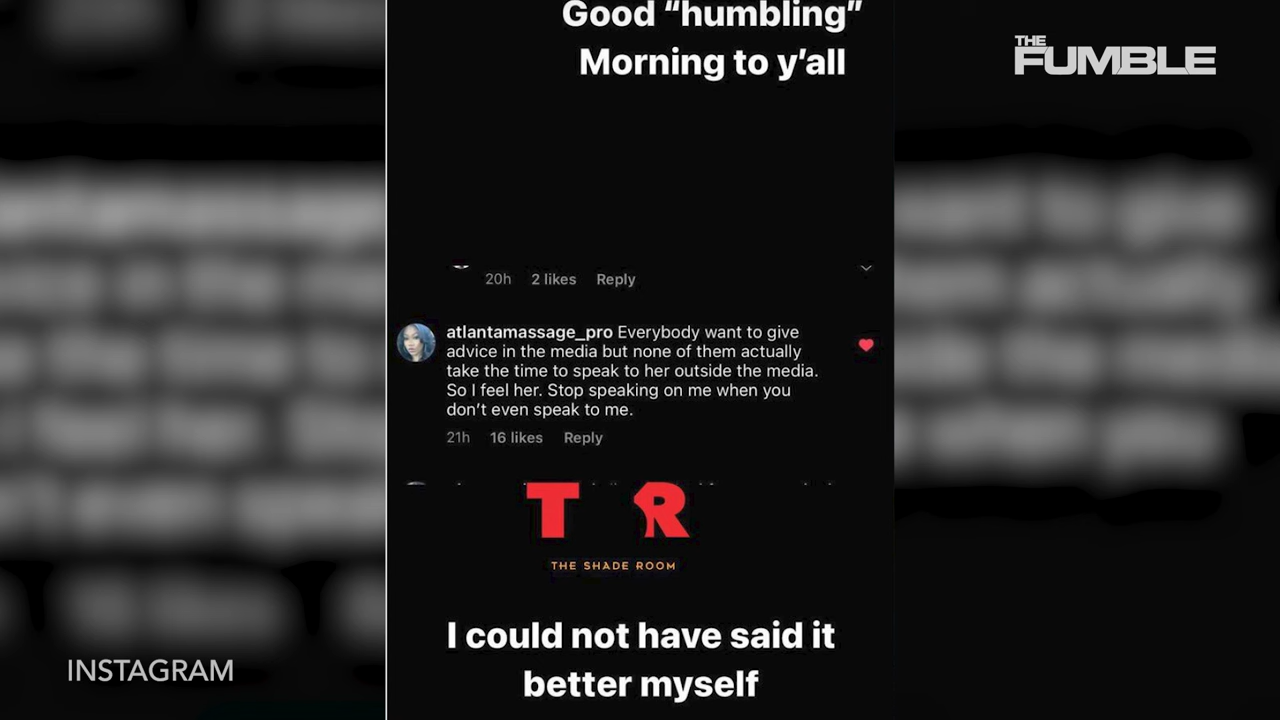 Good “humbling”
Morning to y’all
THE
FUMBLE
20h 2 likes Reply
atlantamassage_pro Everybody want to give
advice in the media but none of them actually
take the time to speak to her outside the media.
So I feel her. Stop speaking on me when you
don’t even speak to me.
21h 16 likes Reply
T R
THE SHADE ROOM
I could not have said it
better myself
INSTAGRAM